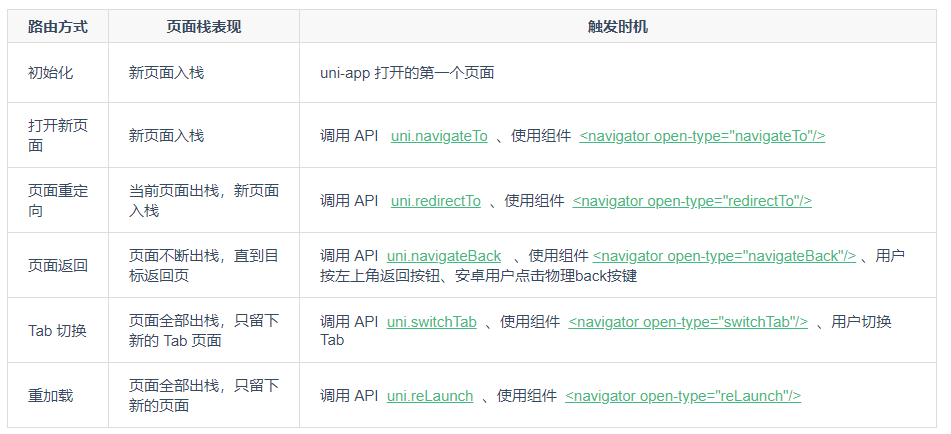 路由方式 页面栈表现 触发时机
初始化 新页面入栈 uni-app 打开的第一个页面
打开新页
面
新页面入栈
调用 API uni.navigateTo 、使用组件 <navigator open-type="navigateTo"/>
页面重定
向
当前页面出栈，新页面
入栈
调用 API uni.redirectTo 、使用组件 <navigator open-type="redirectTo"/>
页面返回
页面不断出栈，直到目
标返回页
调用 API uni.navigateBack 、使用组件<navigator open-type="navigateBack"/> 、用户
按左上角返回按钮、安卓用户点击物理back按键
Tab 切换
页面全部出栈，只留下
新的 Tab 页面
调用 API uni.switchTab 、使用组件 <navigator open-type="switchTab"/> 、用户切换
Tab
重加载
页面全部出栈，只留下
新的页面
调用 API uni.reLaunch 、使用组件 <navigator open-type="reLaunch"/>